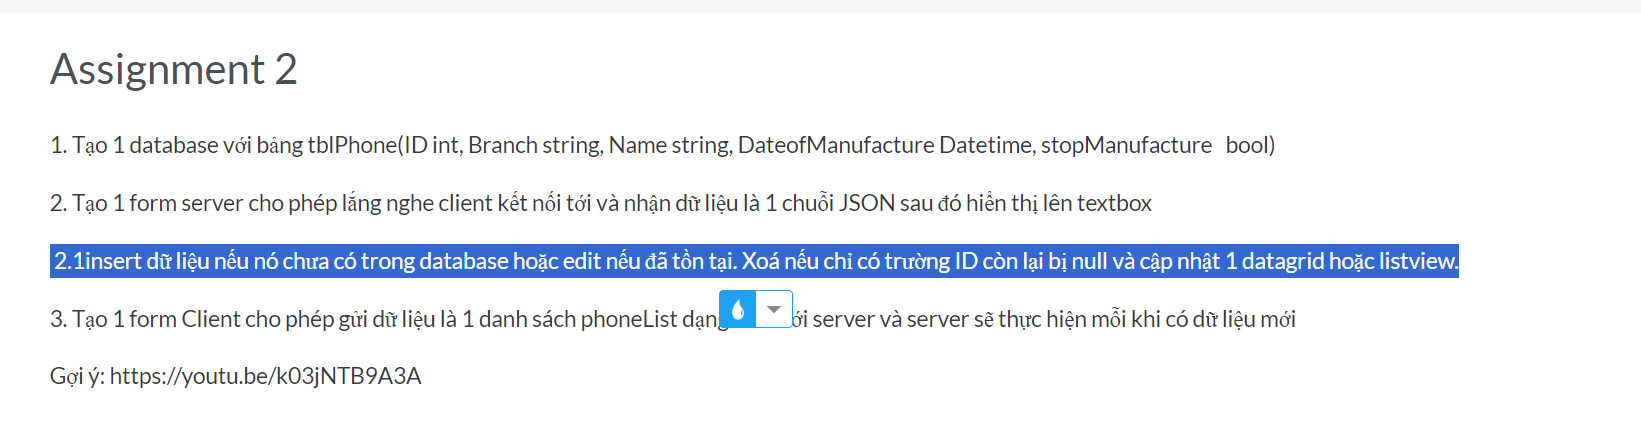 Assignment 2
1. Tạo 1 database với bảng tblPhone(ID int, Branch string, Name string, DateofManufacture Datetime, stopManufacture bool)
2. Tạo 1 form server cho phép lắng nghe client kết nối tới và nhận dữ liệu là 1 chuỗi JSON sau đó hiển thị lên textbox
2.1insert dữ liệu nếu nó chưa có trong database hoặc edit nếu đã tồn tại. Xoá nếu chỉ có trường ID còn lại bị null và cập nhật 1 datagrid hoặc listview.
3. Tạo 1 form Client cho phép gửi dữ liệu là 1 danh sách phoneList server và server sẽ thực hiện mỗi khi có dữ liệu mới
Gợi ý: https://youtu.be/k03jNTB9A3A